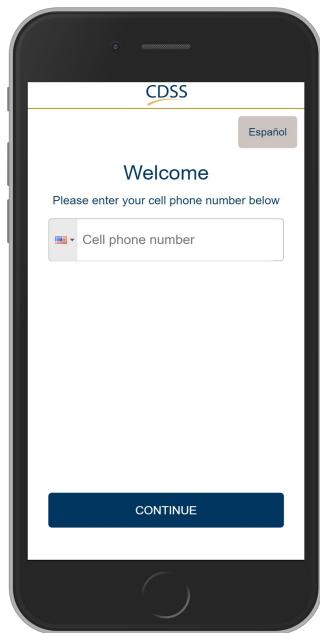 CDSS
Español
Welcome
Please enter your cell phone number below
Cell phone number
CONTINUE